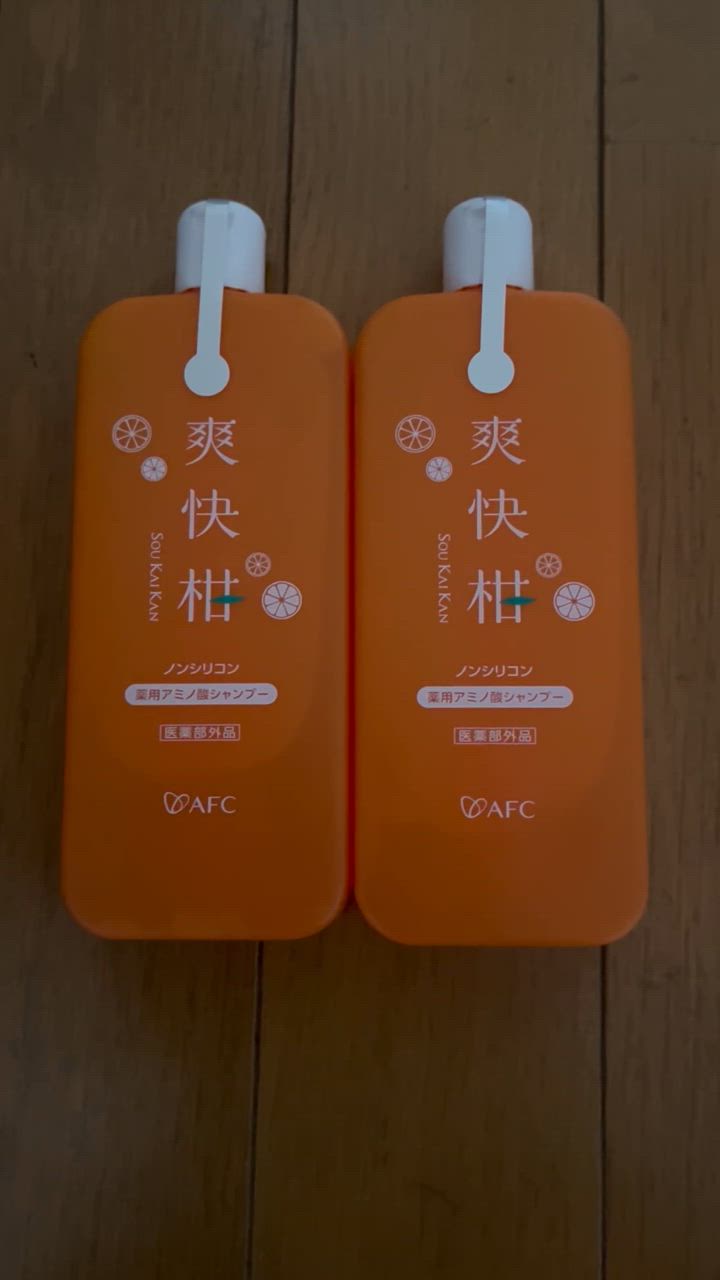 爽快柑
SOU KAI KAN
ノンシリコン
薬用アミノ酸シャンプー
医薬部外品
AFC
爽快柑
SOU KAI KAN
ノンシリコン
薬用アミノ酸シャンプー
医薬部外品
AFC